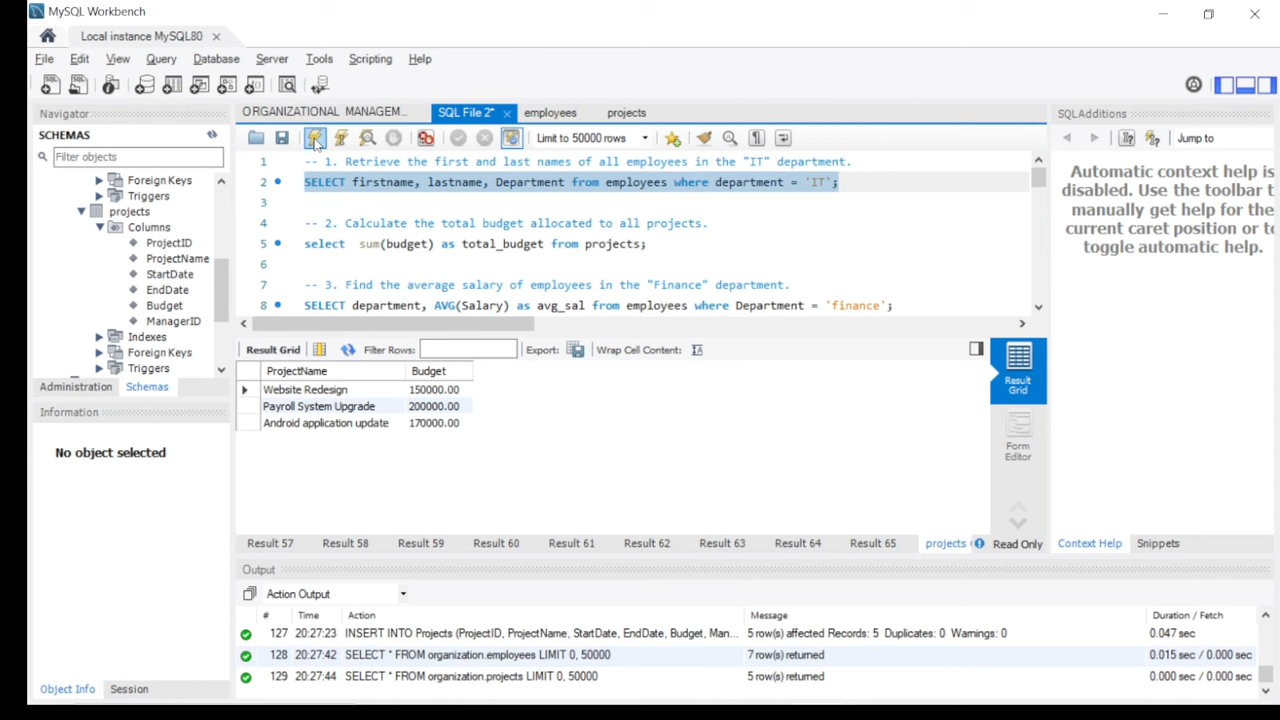 MySQL Workbench
Local instance MySQL80
File Edit View Query Database Server Tools Scripting Help
Navigator
SCHEMAS
Filter objects
Foreign Keys
Triggers
projects
Columns
ProjectID
ProjectName
StartDate
EndDate
Budget
ManagerID
Indexes
Foreign Keys
Triggers
Administration Schemas
Information
No object selected
Object Info Session
ORGANIZATIONAL MANAGEM... SQL File 2* employees projects
Limit to 50000 rows
1 -- 1. Retrieve the first and last names of all employees in the "IT" department.
2 SELECT firstname, lastname, Department from employees where department = 'IT';
3
4 -- 2. Calculate the total budget allocated to all projects.
5 select sum(budget) as total_budget from projects;
6
7 -- 3. Find the average salary of employees in the "Finance" department.
8 SELECT department, AVG(Salary) as avg_sal from employees where Department = 'finance';
Result Grid Filter Rows: Export: Wrap Cell Content:
ProjectName Budget
Website Redesign 150000.00
Payroll System Upgrade 200000.00
Android application update 170000.00
Result Grid
Form Editor
Result 57 Result 58 Result 59 Result 60 Result 61 Result 62 Result 63 Result 64 Result 65 projects Read Only
Output
Action Output
# Time Action Message Duration / Fetch
127 20:27:23 INSERT INTO Projects (ProjectID, ProjectName, StartDate, EndDate, Budget, Man... 5 row(s) affected Records: 5 Duplicates: 0 Warnings: 0 0.047 sec
128 20:27:42 SELECT * FROM organization.employees LIMIT 0, 50000 7 row(s) returned 0.015 sec / 0.000 sec
129 20:27:44 SELECT * FROM organization.projects LIMIT 0, 50000 5 row(s) returned 0.000 sec / 0.000 sec
SQLAdditions
Jump to
Automatic context help is
disabled. Use the toolbar t
manually get help for the
current caret position or to
toggle automatic help.
Context Help Snippets